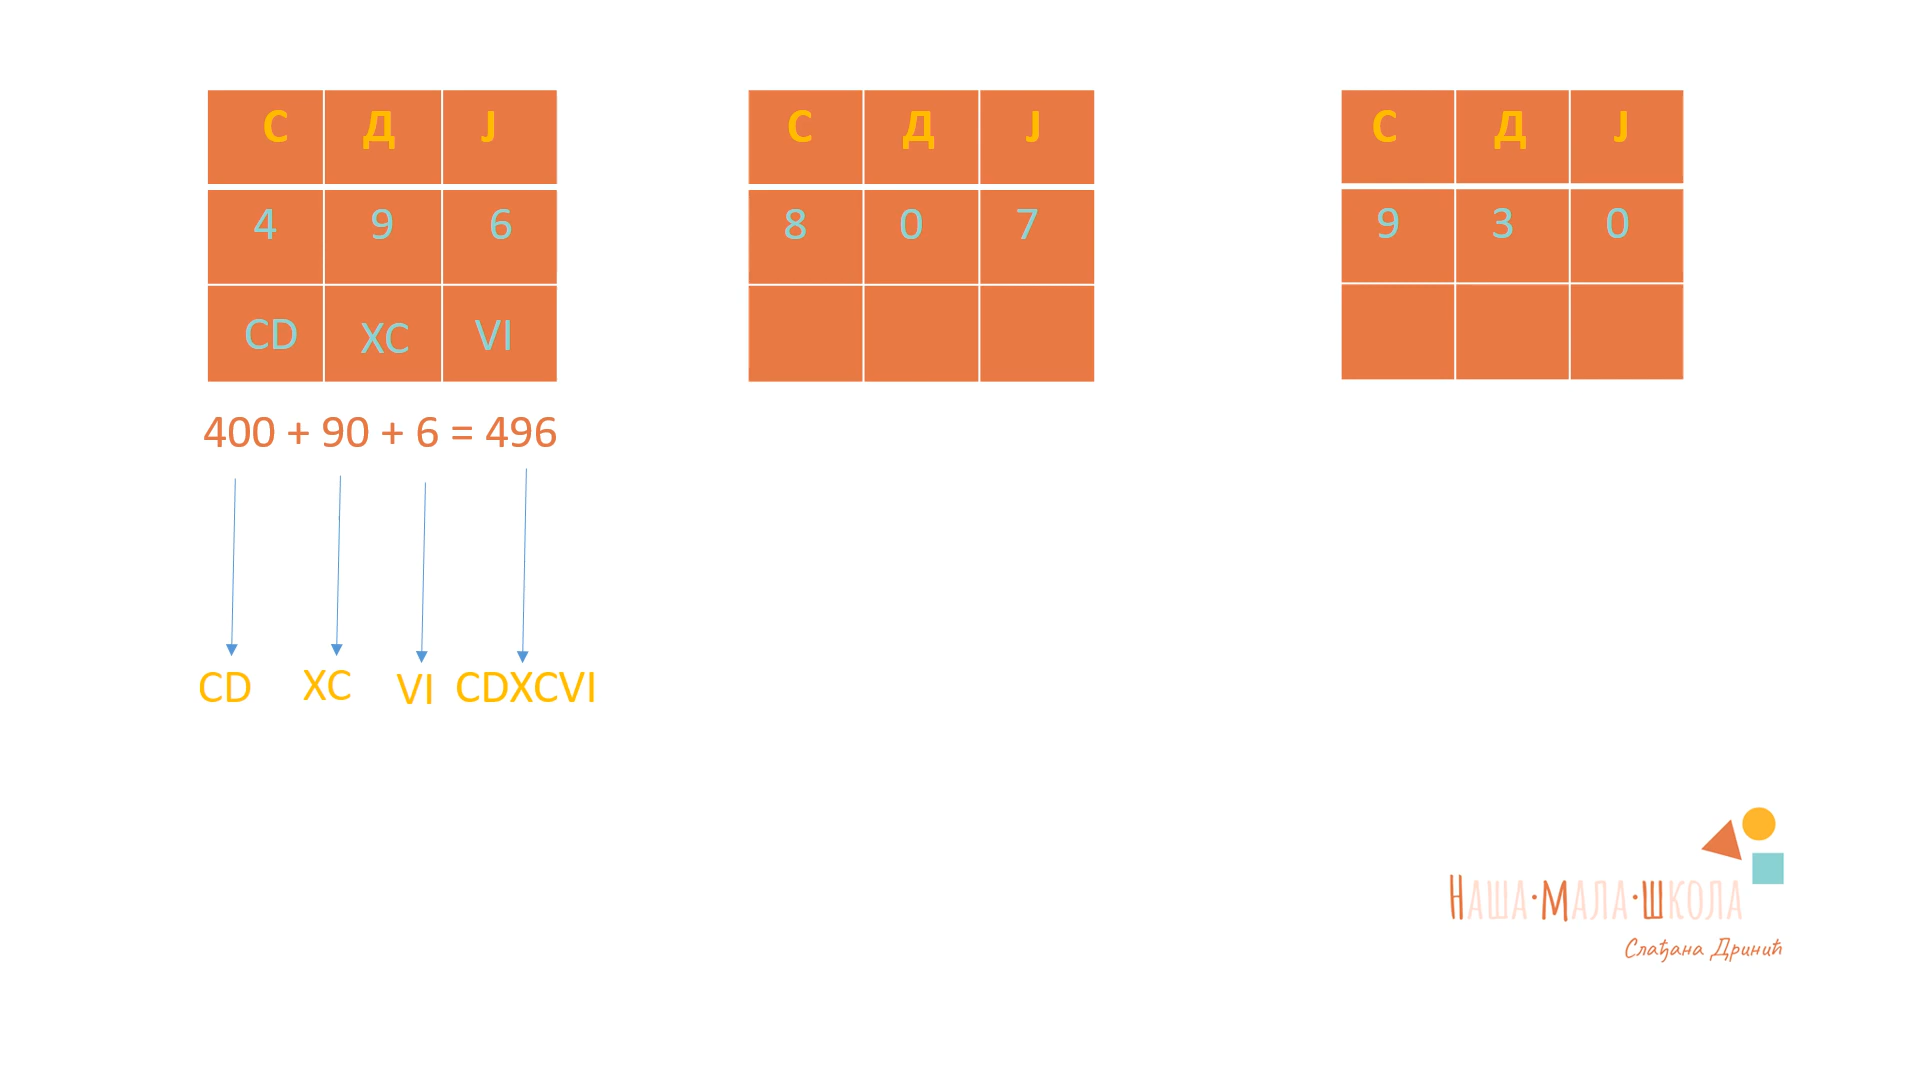 С Д Ј
4 9 6
CD XC VI
400 + 90 + 6 = 496
CD XC VI CDXCVI
С Д Ј
8 0 7
С Д Ј
9 3 0
НАША·МАЛА·ШКОЛА
Слађана Дринић